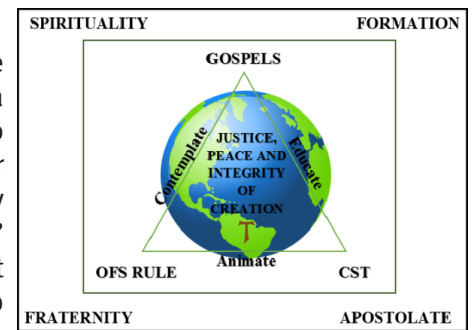 SPIRITUALITY FORMATION
GOSPELS
Contemplate
Educate
JUSTICE,
PEACE AND
INTEGRITY
OF
CREATION
Animate
OFS RULE CST
FRATERNITY APOSTOLATE